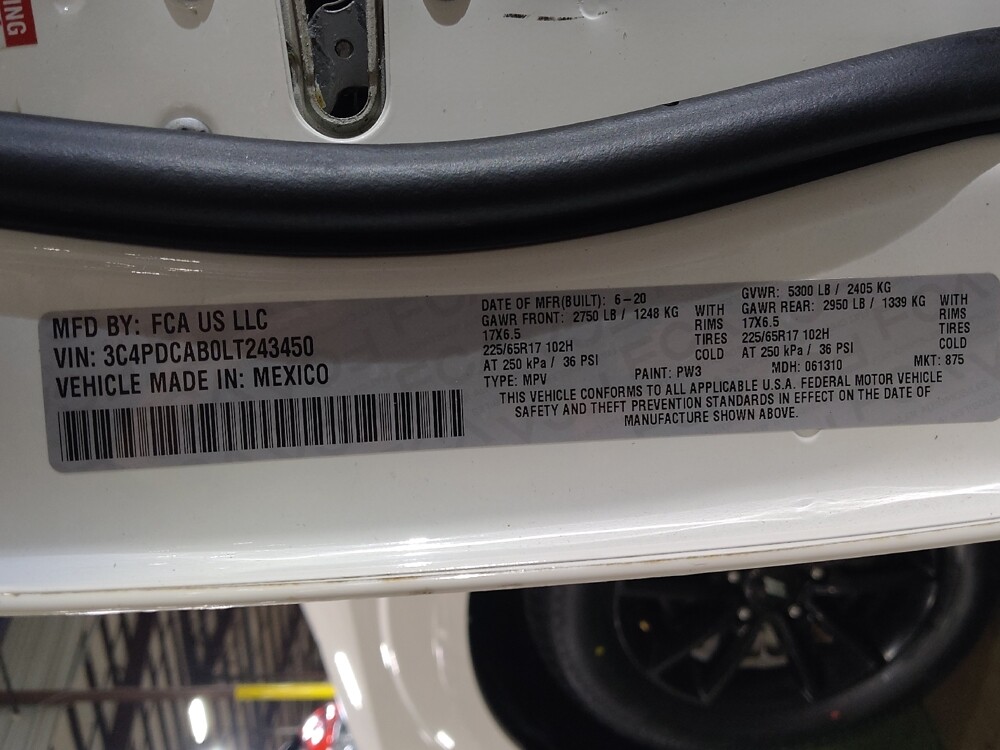 NING
MFD BY: FCA US LLC
VIN: 3C4PDCAB0LT243450
VEHICLE MADE IN: MEXICO
DATE OF MFR(BUILT): 6-20
GAWR FRONT: 2750 LB / 1248 KG WITH
17X6.5 RIMS
225/65R17 102H TIRES
AT 250 kPa / 36 PSI COLD
TYPE: MPV PAINT: PW3
GVWR: 5300 LB / 2405 KG
GAWR REAR: 2950 LB / 1339 KG WITH
17X6.5 RIMS
225/65R17 102H TIRES
AT 250 kPa / 36 PSI COLD
MDH: 061310 MKT: 875
THIS VEHICLE CONFORMS TO ALL APPLICABLE U.S.A. FEDERAL MOTOR VEHICLE
SAFETY AND THEFT PREVENTION STANDARDS IN EFFECT ON THE DATE OF
MANUFACTURE SHOWN ABOVE.